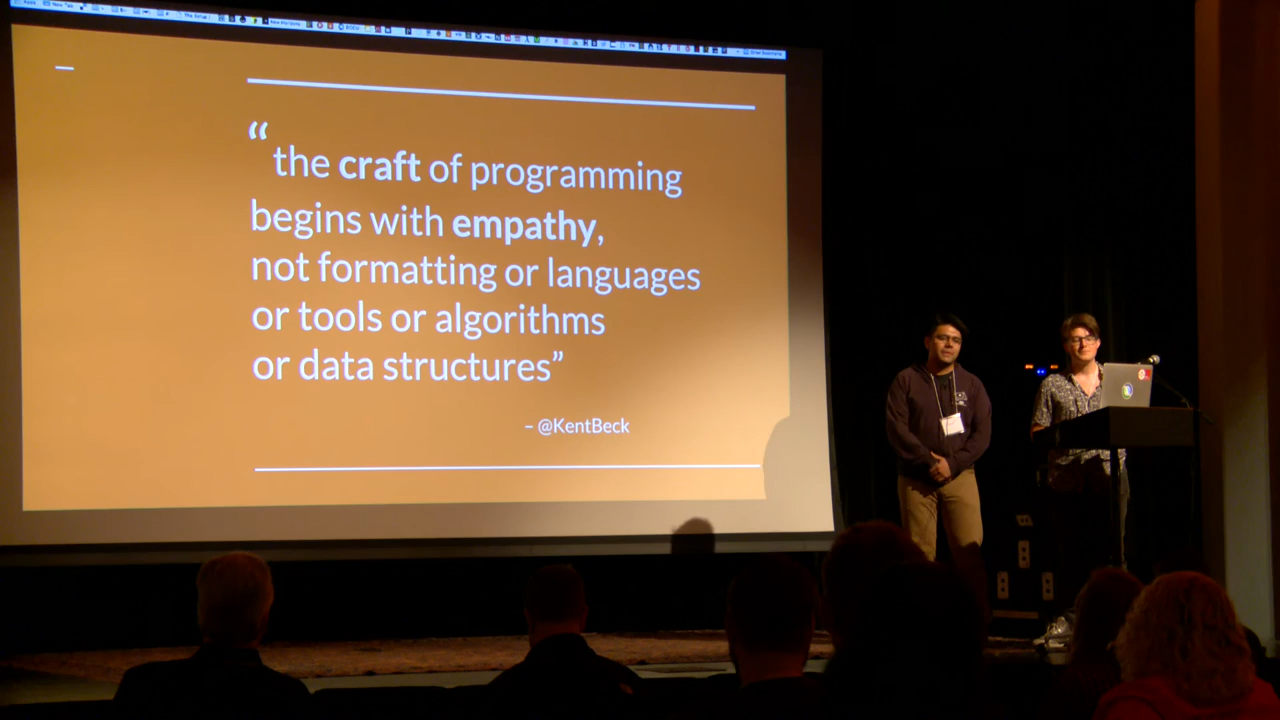 “the craft of programming
begins with empathy,
not formatting or languages
or tools or algorithms
or data structures”
– @KentBeck